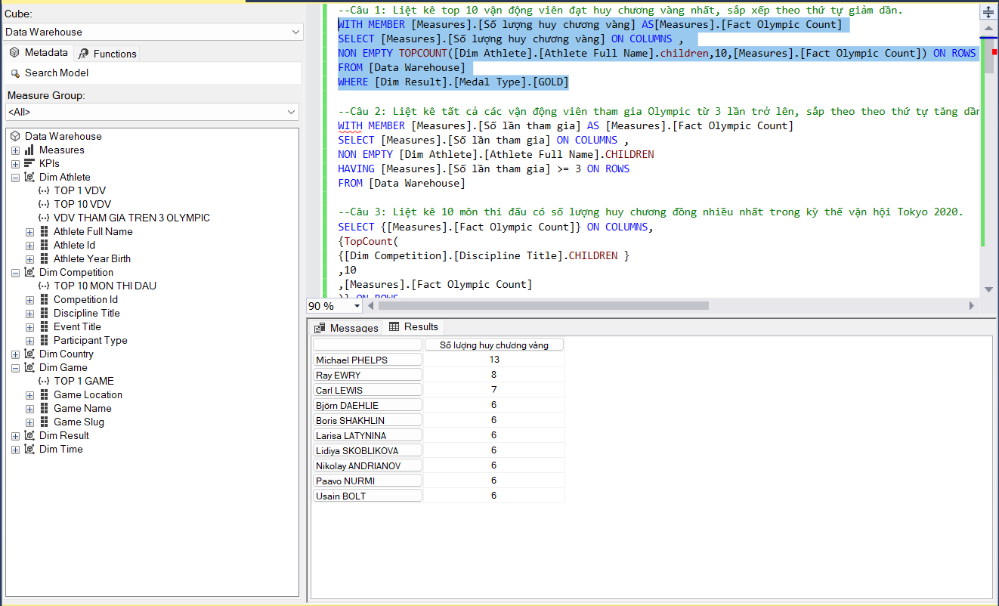 Cube:
Data Warehouse
Metadata
Functions
Search Model
Measure Group:
<All>
Data Warehouse
Measures
KPIs
Dim Athlete
TOP 1 VDV
TOP 10 VDV
VDV THAM GIA TREN 3 OLYMPIC
Athlete Full Name
Athlete Id
Athlete Year Birth
Dim Competition
TOP 10 MON THI DAU
Competition Id
Discipline Title
Event Title
Participant Type
Dim Country
Dim Game
TOP 1 GAME
Game Location
Game Name
Game Slug
Dim Result
Dim Time
--Câu 1: Liệt kê top 10 vận động viên đạt huy chương vàng nhất, sắp xếp theo thứ tự giảm dần.
WITH MEMBER [Measures].[Số lượng huy chương vàng] AS[Measures].[Fact Olympic Count]
SELECT [Measures].[Số lượng huy chương vàng] ON COLUMNS ,
NON EMPTY TOPCOUNT([Dim Athlete].[Athlete Full Name].children,10,[Measures].[Fact Olympic Count]) ON ROWS
FROM [Data Warehouse]
WHERE [Dim Result].[Medal Type].[GOLD]
--Câu 2: Liệt kê tất cả các vận động viên tham gia Olympic từ 3 lần trở lên, sắp theo theo thứ tự tăng dần
WITH MEMBER [Measures].[Số lần tham gia] AS [Measures].[Fact Olympic Count]
SELECT [Measures].[Số lần tham gia] ON COLUMNS ,
NON EMPTY [Dim Athlete].[Athlete Full Name].CHILDREN
HAVING [Measures].[Số lần tham gia] >= 3 ON ROWS
FROM [Data Warehouse]
--Câu 3: Liệt kê 10 môn thi đấu có số lượng huy chương đồng nhiều nhất trong kỳ thế vận hội Tokyo 2020.
SELECT {[Measures].[Fact Olympic Count]} ON COLUMNS,
{TopCount(
{[Dim Competition].[Discipline Title].CHILDREN }
,10
,[Measures].[Fact Olympic Count]
)} ON ROWS
90 %
Messages
Results
Số lượng huy chương vàng
Michael PHELPS 13
Ray EWRY 8
Carl LEWIS 7
Björn DAEHLIE 6
Boris SHAKHLIN 6
Larisa LATYNINA 6
Lidiya SKOBLIKOVA 6
Nikolay ANDRIANOV 6
Paavo NURMI 6
Usain BOLT 6